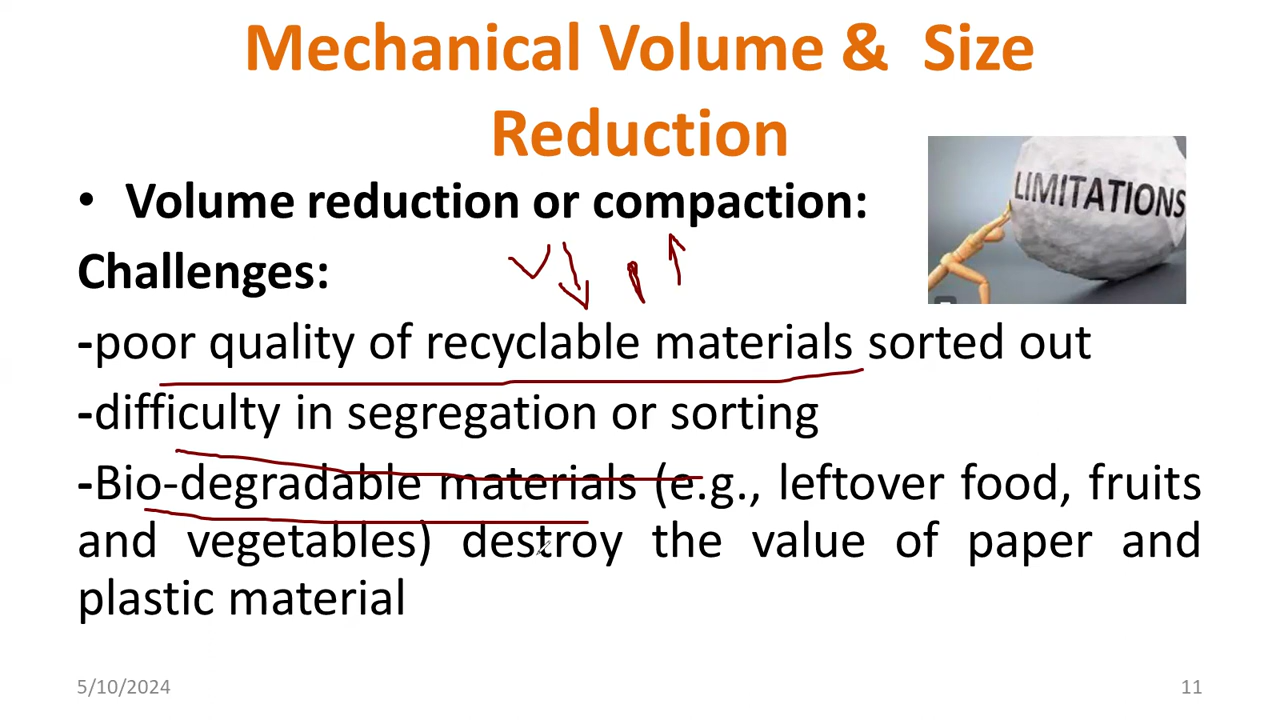 Mechanical Volume & Size
Reduction
• Volume reduction or compaction:
LIMITATIONS
Challenges:
-poor quality of recyclable materials sorted out
-difficulty in segregation or sorting
-Bio-degradable materials (e.g., leftover food, fruits
and vegetables) destroy the value of paper and
plastic material
5/10/2024
11